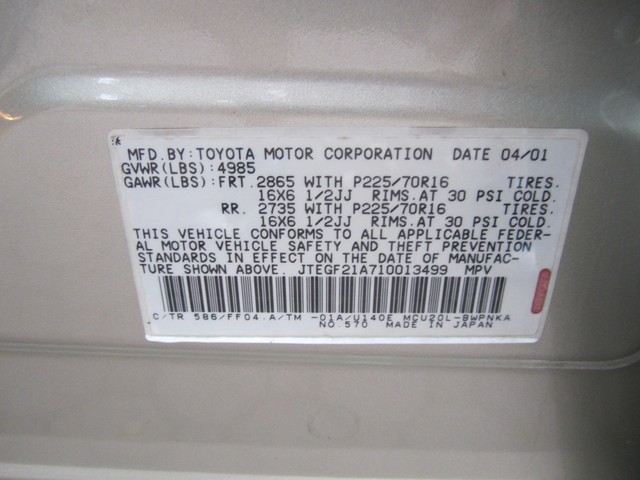 MFD. BY: TOYOTA MOTOR CORPORATION DATE 04/01
GVWR(LBS): 4985
GAWR(LBS): FRT. 2865 WITH P225/70R16 TIRES.
16X6 1/2JJ RIMS. AT 30 PSI COLD.
RR. 2735 WITH P225/70R16 TIRES.
16X6 1/2JJ RIMS. AT 30 PSI COLD.
THIS VEHICLE CONFORMS TO ALL APPLICABLE FEDER-
AL MOTOR VEHICLE SAFETY AND THEFT PREVENTION
STANDARDS IN EFFECT ON THE DATE OF MANUFAC-
TURE SHOWN ABOVE. JTEGF21A710013499 MPV
C/TR 586/FF04 A/TM -01A/U140E MCU20L-BWPNKA
NO.570 MADE IN JAPAN